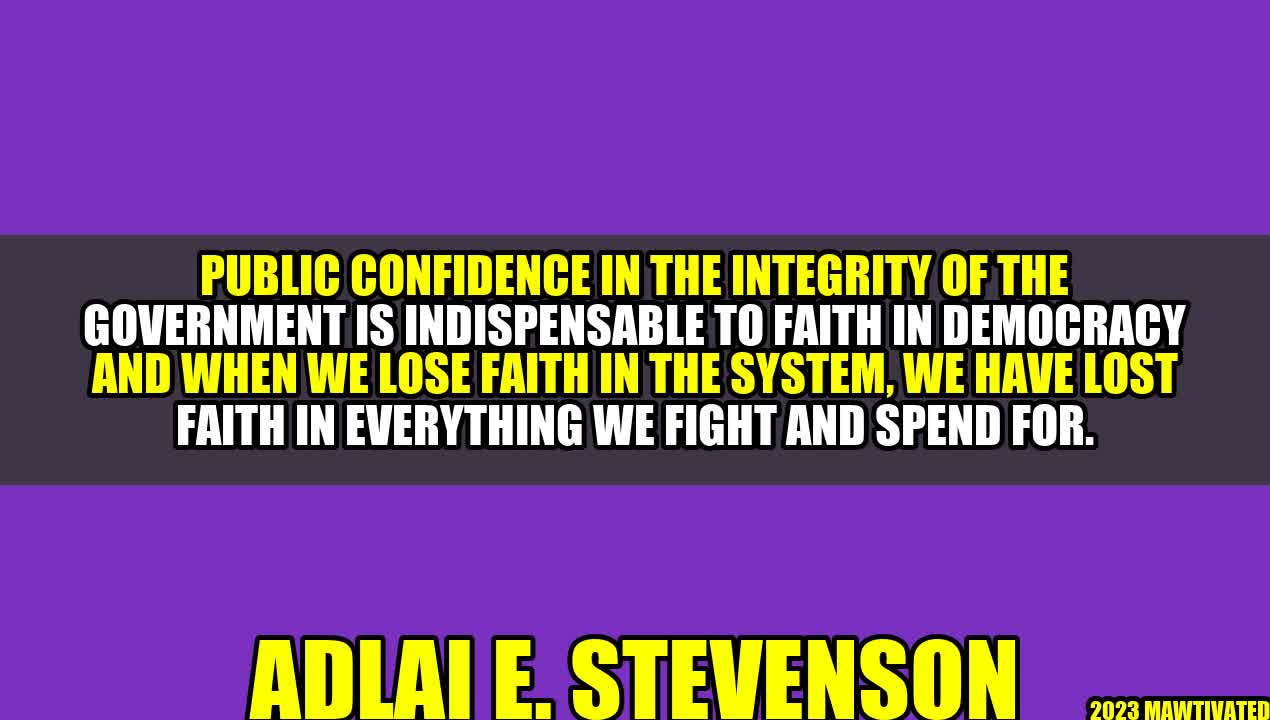 PUBLIC CONFIDENCE IN THE INTEGRITY OF THE
GOVERNMENT IS INDISPENSABLE TO FAITH IN DEMOCRACY
AND WHEN WE LOSE FAITH IN THE SYSTEM, WE HAVE LOST
FAITH IN EVERYTHING WE FIGHT AND SPEND FOR.
ADLAI E. STEVENSON
2023 MAWTIVATED